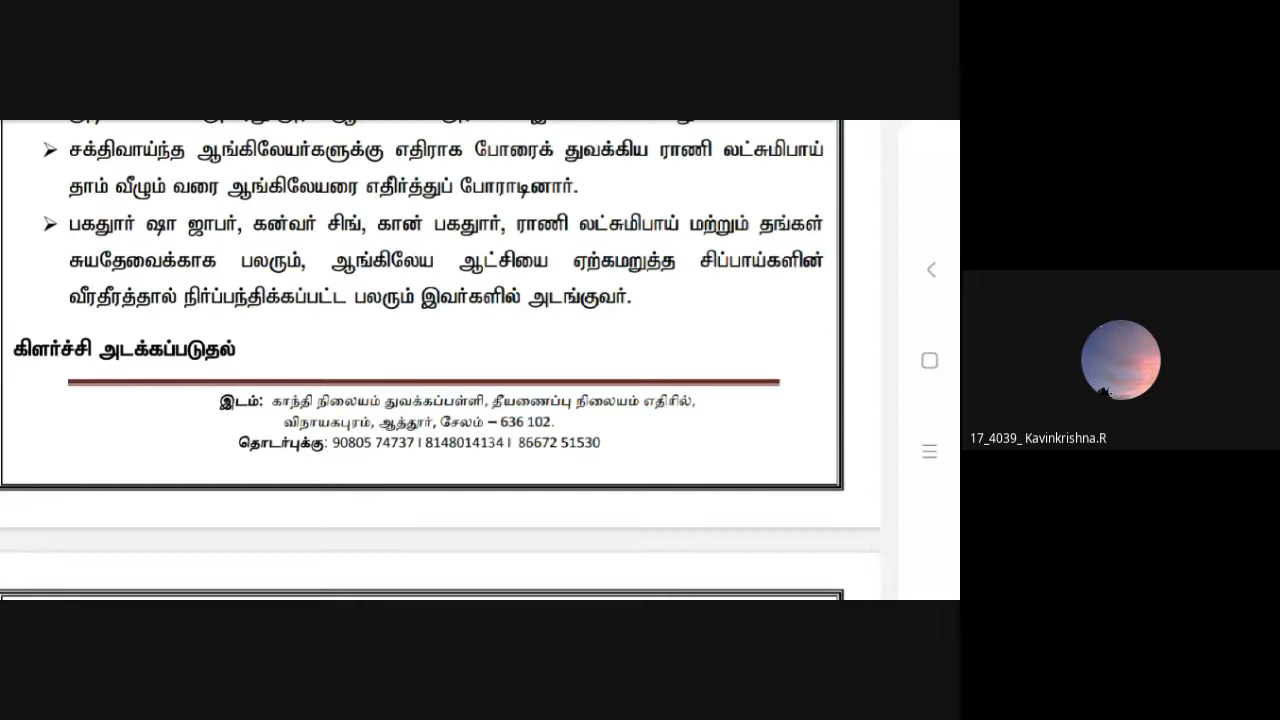 ➢ சக்திவாய்ந்த ஆங்கிலேயர்களுக்கு எதிராக போரைக் துவக்கிய ராணி லட்சுமிபாய்
தாம் வீழும் வரை ஆங்கிலேயரை எதிர்த்துப் போராடினார்.
➢ பகதுார் ஷா ஜாபர், கன்வர் சிங், கான் பகதுார், ராணி லட்சுமிபாய் மற்றும் தங்கள்
சுயதேவைக்காக பலரும், ஆங்கிலேய ஆட்சியை ஏற்கமறுத்த சிப்பாய்களின்
வீரதீரத்தால் நிர்ப்பந்திக்கப்பட்ட பலரும் இவர்களில் அடங்குவர்.
கிளர்ச்சி அடக்கப்படுதல்
இடம்: காந்தி நிலையம் துவக்கப்பள்ளி, தீயணைப்பு நிலையம் எதிரில்,
விநாயகபுரம், ஆத்தூர், சேலம் – 636 102.
தொடர்புக்கு: 90805 74737 I 8148014134 I 86672 51530
17_4039_ Kavinkrishna.R